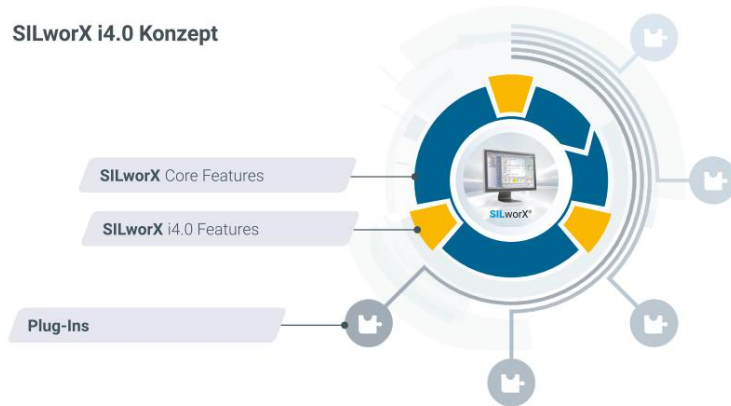 SILworX i4.0 Konzept
SILworX Core Features
SILworX®
SILworX i4.0 Features
Plug-Ins